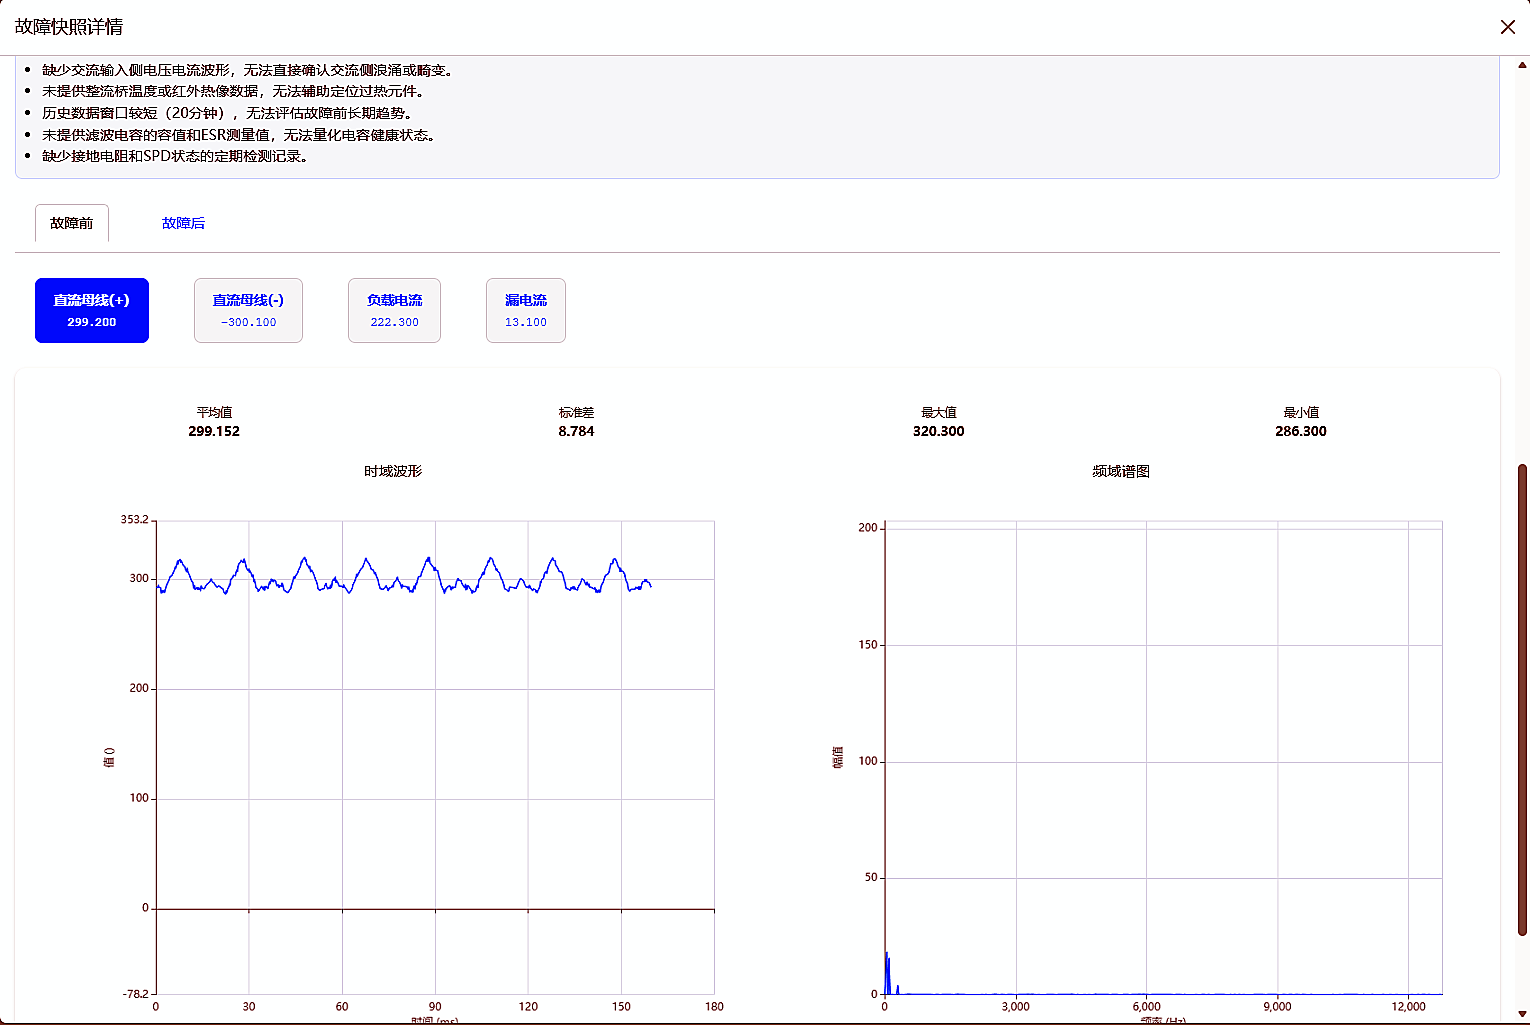 故障快照详情
缺少交流输入侧电压电流波形，无法直接确认交流侧浪涌或畸变。
未提供整流桥温度或红外热像数据，无法辅助定位过热元件。
历史数据窗口较短（20分钟），无法评估故障前长期趋势。
未提供滤波电容的容值和ESR测量值，无法量化电容健康状态。
缺少接地电阻和SPD状态的定期检测记录。
故障前 故障后
直流母线(+) 直流母线(-) 负载电流 漏电流
299.200 -300.100 222.300 13.100
平均值 标准差 最大值 最小值
299.152 8.784 320.300 286.300
时域波形
353.2
300
200
100
0
-78.2
值 ()
0 30 60 90 120 150 180
时间 (ms)
频域谱图
200
150
100
50
0
幅值
0 3,000 6,000 9,000 12,000
频率 (Hz)